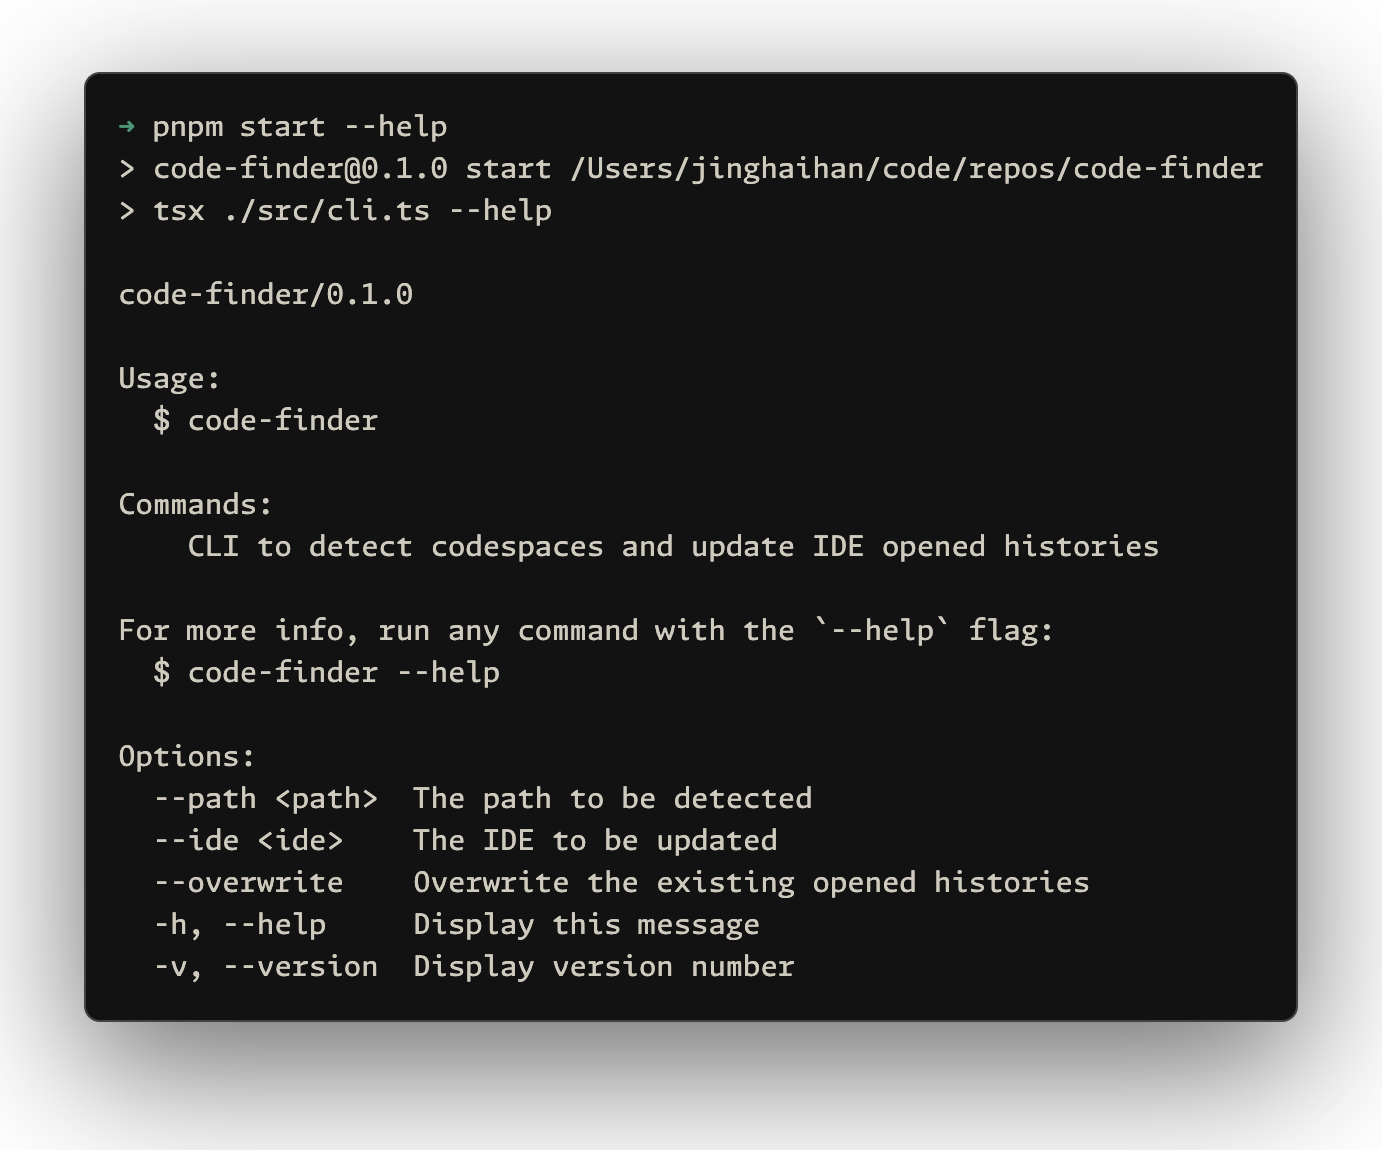 → pnpm start --help
> code-finder@0.1.0 start /Users/jinghaihan/code/repos/code-finder
> tsx ./src/cli.ts --help

code-finder/0.1.0

Usage:
  $ code-finder

Commands:
    CLI to detect codespaces and update IDE opened histories

For more info, run any command with the `--help` flag:
  $ code-finder --help

Options:
  --path <path>  The path to be detected
  --ide <ide>    The IDE to be updated
  --overwrite    Overwrite the existing opened histories
  -h, --help     Display this message
  -v, --version  Display version number